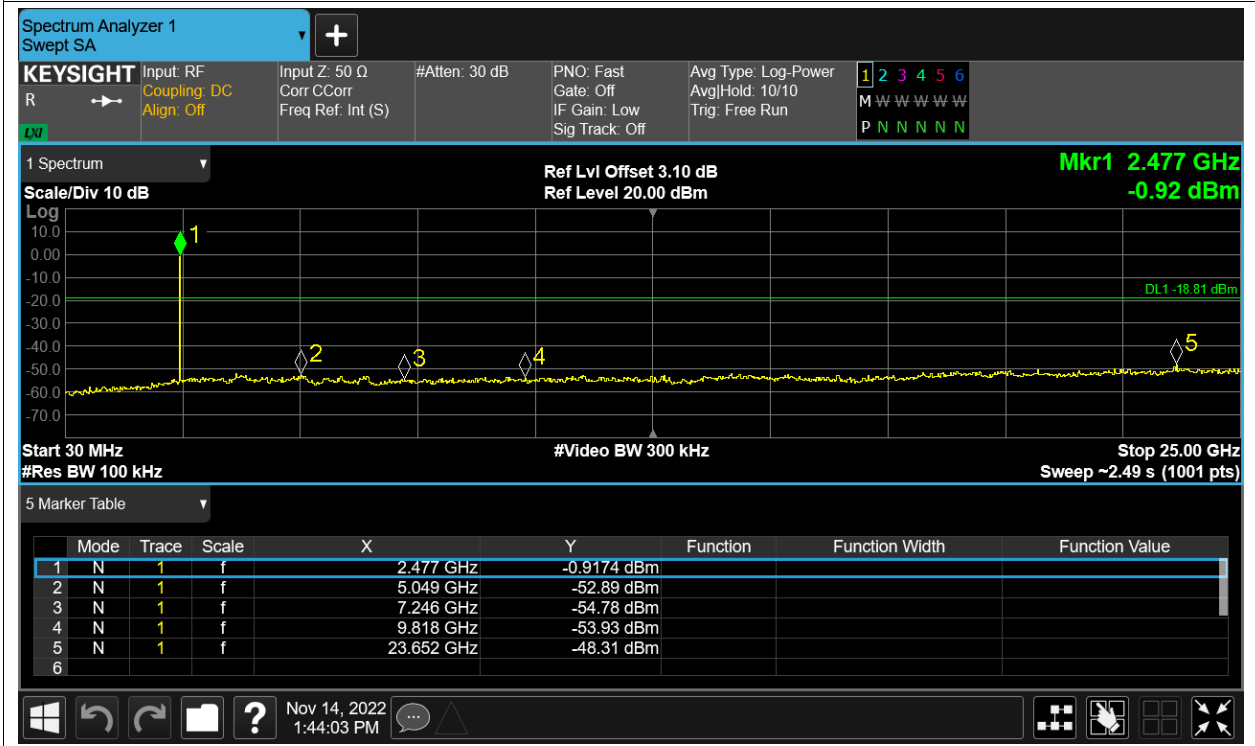 Spectrum Analyzer 1
Swept SA
+
KEYSIGHT
R
LXI
Input: RF
Coupling: DC
Align: Off
Input Z: 50 Ω
Corr CCorr
Freq Ref: Int (S)
#Atten: 30 dB
PNO: Fast
Gate: Off
IF Gain: Low
Sig Track: Off
Avg Type: Log-Power
Avg|Hold: 10/10
Trig: Free Run
1 2 3 4 5 6
M W W W W W
P N N N N N
1 Spectrum
Scale/Div 10 dB
Ref Lvl Offset 3.10 dB
Ref Level 20.00 dBm
Mkr1 2.477 GHz
-0.92 dBm
Log
10.0
0.00
-10.0
-20.0
-30.0
-40.0
-50.0
-60.0
-70.0
1
DL1 -18.81 dBm
2
3
4
5
Start 30 MHz
#Res BW 100 kHz
#Video BW 300 kHz
Stop 25.00 GHz
Sweep ~2.49 s (1001 pts)
5 Marker Table
Mode Trace Scale X Y Function Function Width Function Value
1 N 1 f 2.477 GHz -0.9174 dBm
2 N 1 f 5.049 GHz -52.89 dBm
3 N 1 f 7.246 GHz -54.78 dBm
4 N 1 f 9.818 GHz -53.93 dBm
5 N 1 f 23.652 GHz -48.31 dBm
6
?
Nov 14, 2022
1:44:03 PM